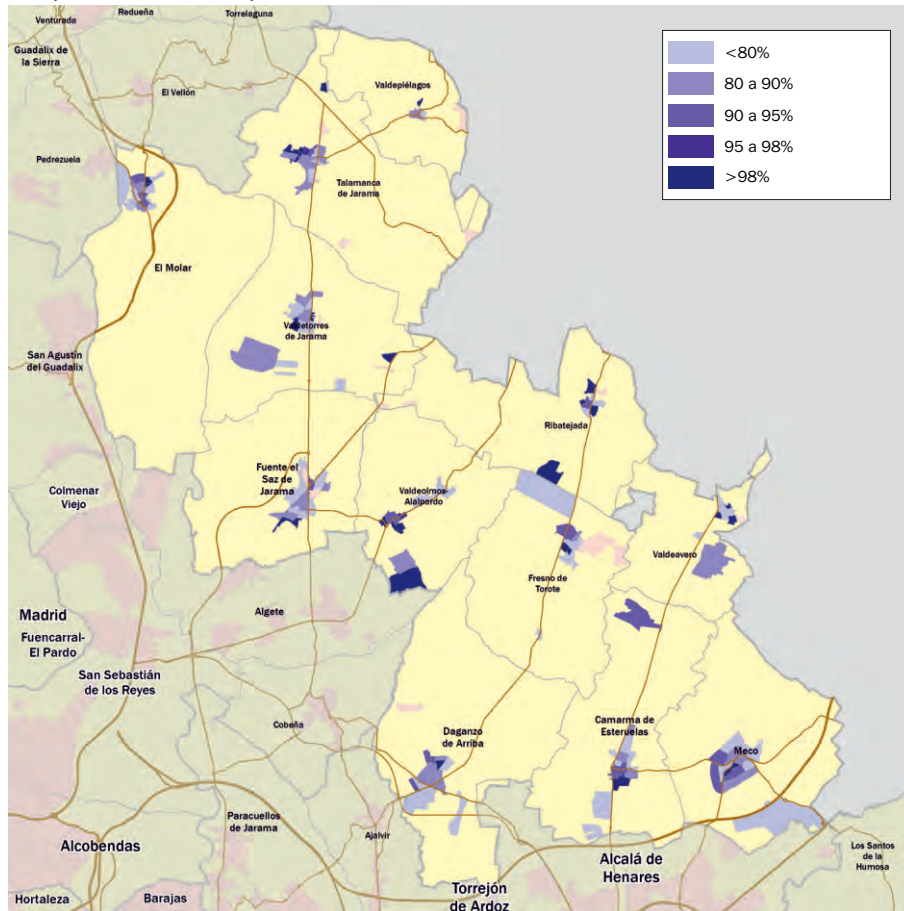 Redueña
Torrelaguna
Venturada
Guadalix de
la Sierra
El Vellón
Valdepiélagos
<80%
80 a 90%
90 a 95%
95 a 98%
>98%
Pedrezuela
Talamanca
de Jarama
El Molar
Valdetorres
de Jarama
San Agustín
del Guadalix
Ribatejada
Fuente el
Saz de
Jarama
Colmenar
Viejo
Valdeolmos-
Alalpardo
Valdeavero
Fresno de
Torote
Algete
Madrid
Fuencarral-
El Pardo
San Sebastián
de los Reyes
Cobeña
Daganzo
de Arriba
Camarma de
Esteruelas
Meco
Paracuellos
de Jarama
Ajalvir
Alcobendas
Alcalá de
Henares
Los Santos
de la
Humosa
Torrejón
de Ardoz
Hortaleza
Barajas